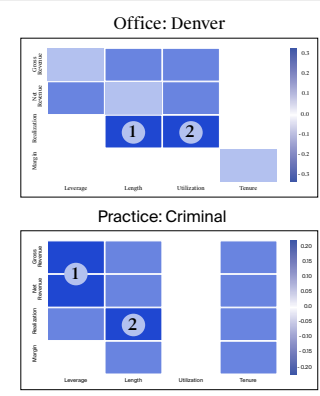 Office: Denver
Gross
Revenue
Net
Revenue
Realization
Margin
1
2
Leverage
Length
Utilization
Tenure
0.3
0.2
0.1
0.0
- 0.1
- 0.2
- 0.3
Practice: Criminal
Gross
Revenue
Net
Revenue
Realization
Margin
1
2
Leverage
Length
Utilization
Tenure
0.20
0.10
0.05
0.0
-0.05
-0.10
- 0.15
- 0.20